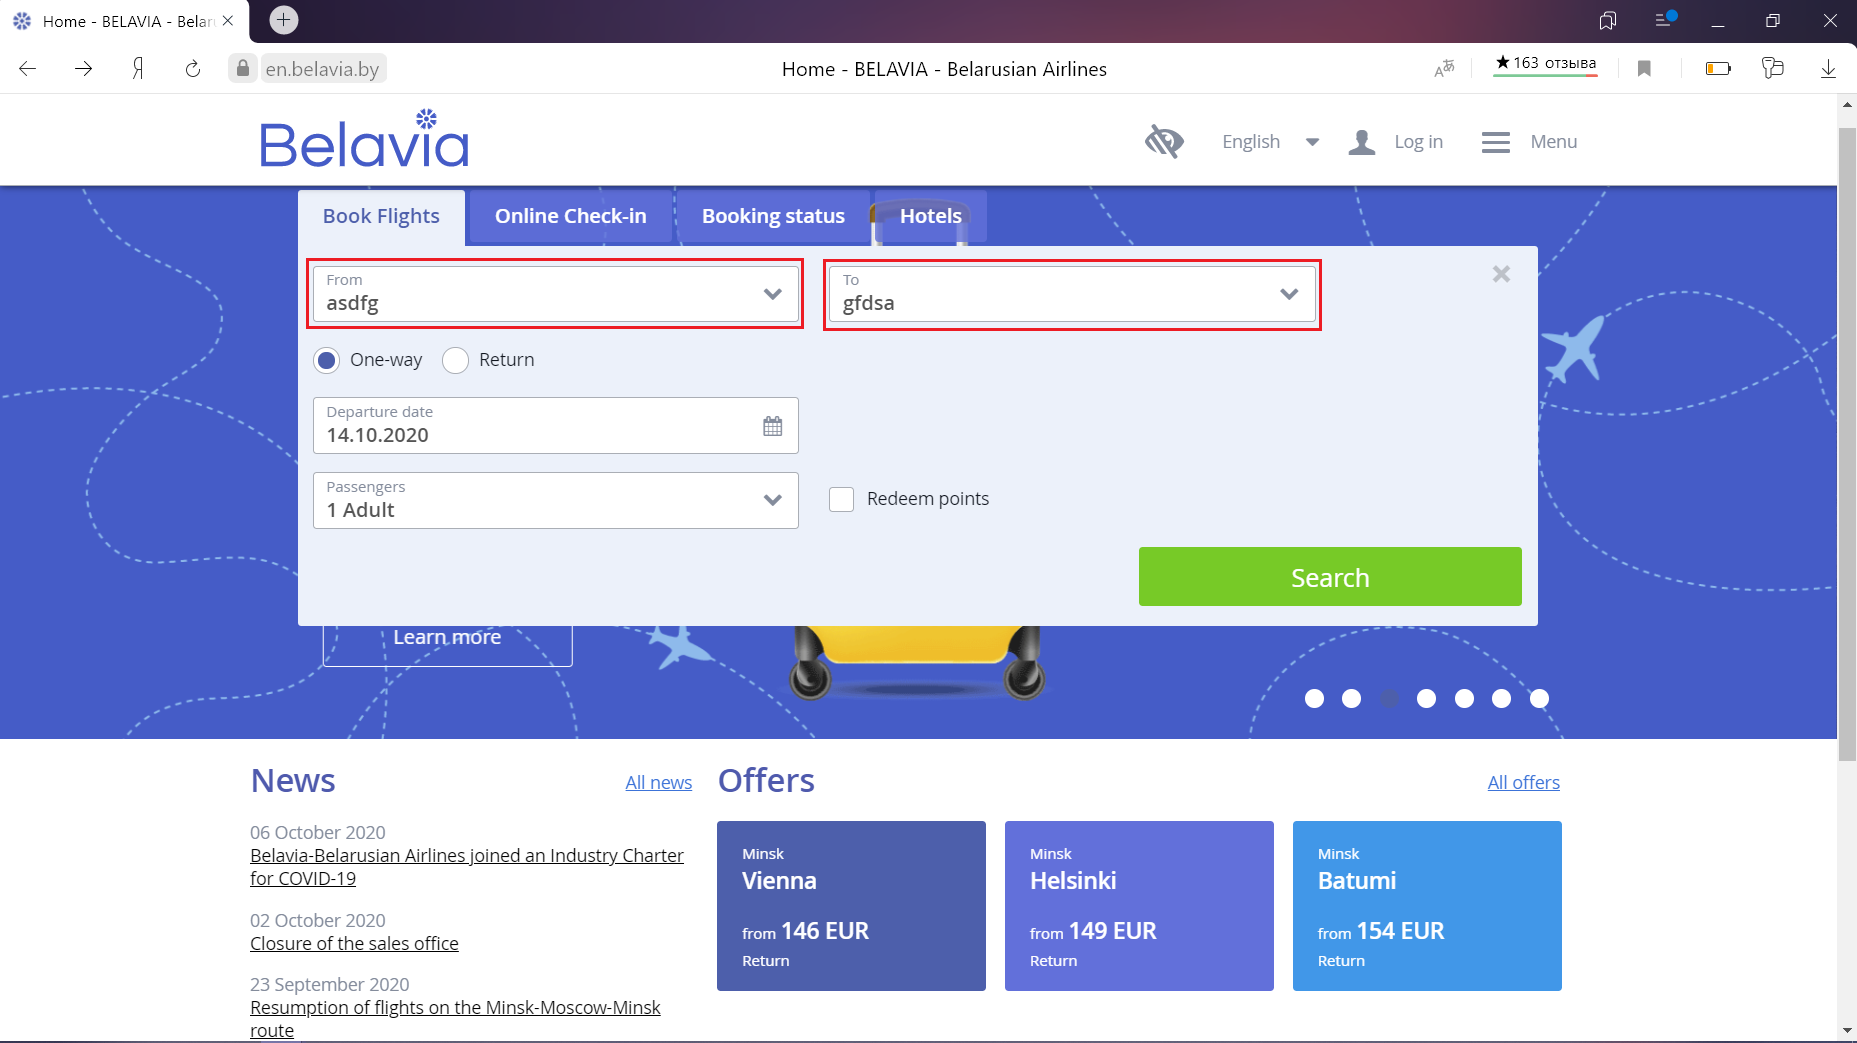 Home - BELAVIA - Belaru
Я
en.belavia.by
Home - BELAVIA - Belarusian Airlines
★ 163 отзыва
Belavia
English
Log in
Menu
Book Flights
Online Check-in
Booking status
Hotels
From
asdfg
To
gfdsa
One-way
Return
Departure date
14.10.2020
Passengers
1 Adult
Redeem points
Search
Learn more
News
All news
06 October 2020
Belavia-Belarusian Airlines joined an Industry Charter
for COVID-19
02 October 2020
Closure of the sales office
23 September 2020
Resumption of flights on the Minsk-Moscow-Minsk
route
Offers
All offers
Minsk
Vienna
from 146 EUR
Return
Minsk
Helsinki
from 149 EUR
Return
Minsk
Batumi
from 154 EUR
Return